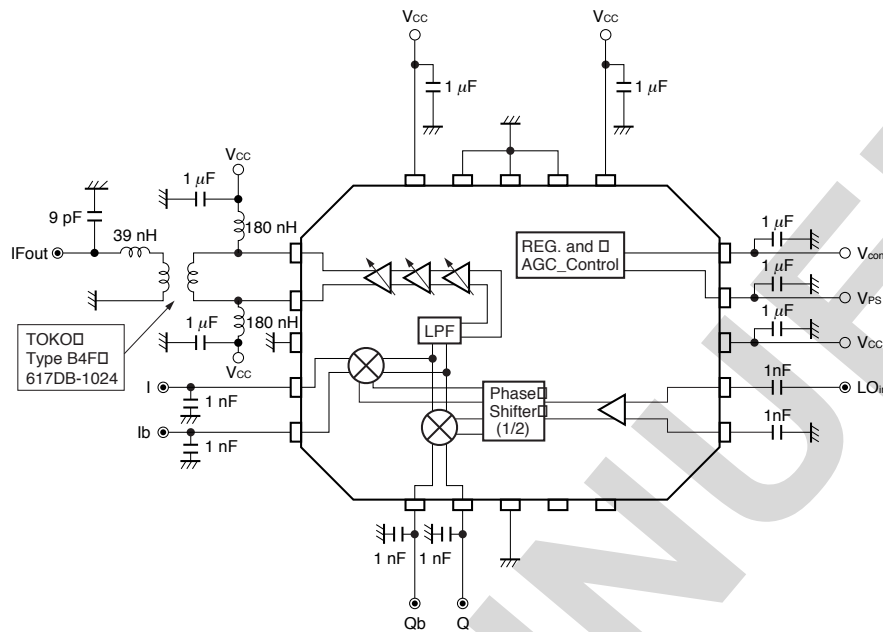 VCC
VCC
1 µF
1 µF
VCC
1 µF
9 pF
39 nH
180 nH
IFout
1 µF
180 nH
VCC
TOKO
Type B4F
617DB-1024
REG. and
AGC_Control
1 µF
Vcon
1 µF
VPS
1 µF
VCC
LPF
I
1 nF
Ib
1 nF
Phase
Shifter
(1/2)
1nF
LOin
1nF
1 nF
1 nF
Qb
Q